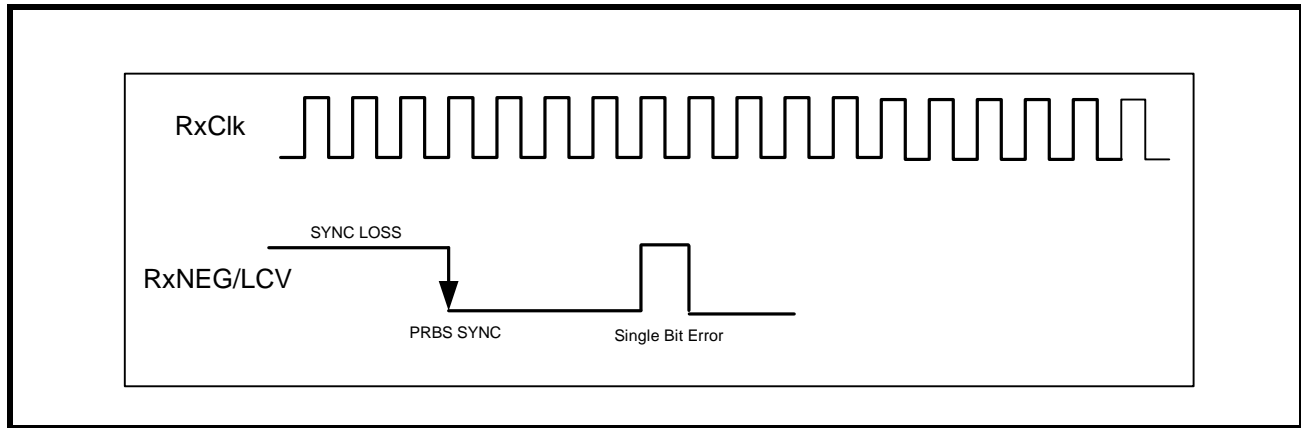 RxClk
SYNC LOSS
RxNEG/LCV
PRBS SYNC
Single Bit Error